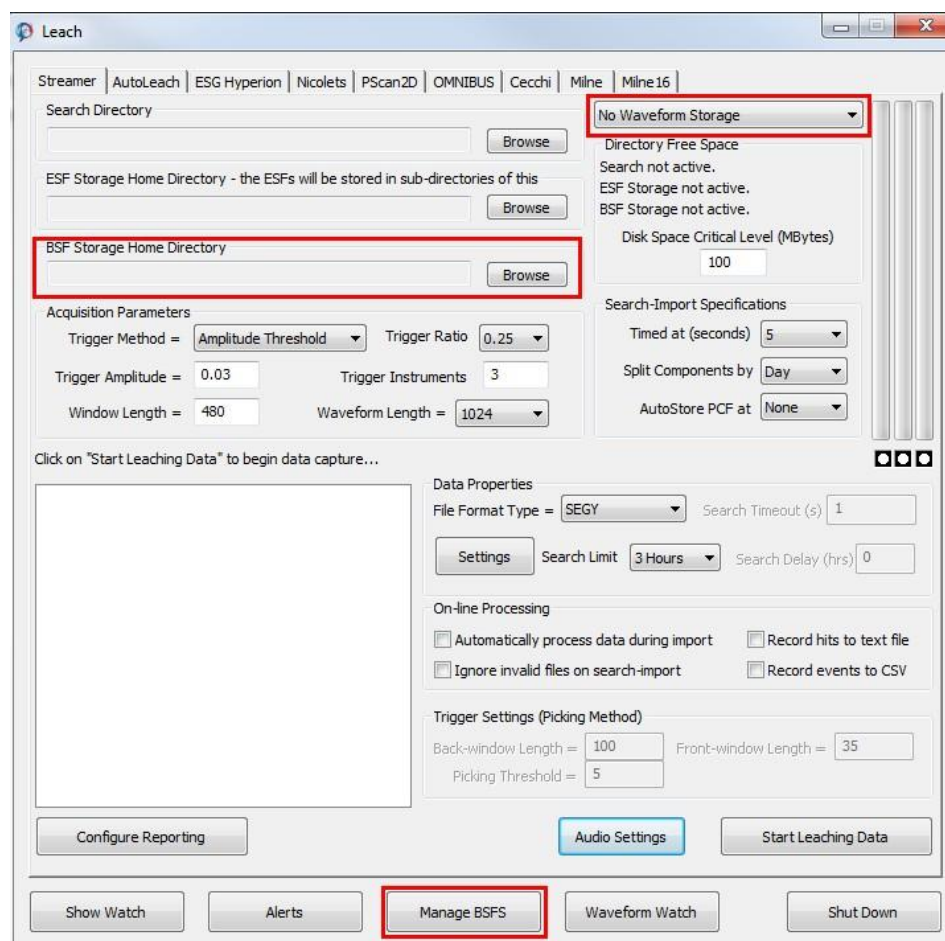 Leach
Streamer AutoLeach ESG Hyperion Nicolets PScan2D OMNIBUS Cecchi Milne Milne16
Search Directory
Browse
ESF Storage Home Directory - the ESFs will be stored in sub-directories of this
Browse
BSF Storage Home Directory
Browse
No Waveform Storage
Directory Free Space
Search not active.
ESF Storage not active.
BSF Storage not active.
Disk Space Critical Level (MBytes)
100
Acquisition Parameters
Trigger Method = Amplitude Threshold Trigger Ratio 0.25
Trigger Amplitude = 0.03 Trigger Instruments 3
Window Length = 480 Waveform Length = 1024
Search-Import Specifications
Timed at (seconds) 5
Split Components by Day
AutoStore PCF at None
Click on "Start Leaching Data" to begin data capture...
Data Properties
File Format Type = SEGY Search Timeout (s) 1
Settings Search Limit 3 Hours Search Delay (hrs) 0
On-line Processing
Automatically process data during import Record hits to text file
Ignore invalid files on search-import Record events to CSV
Trigger Settings (Picking Method)
Back-window Length = 100 Front-window Length = 35
Picking Threshold = 5
Configure Reporting Audio Settings Start Leaching Data
Show Watch Alerts Manage BSFS Waveform Watch Shut Down